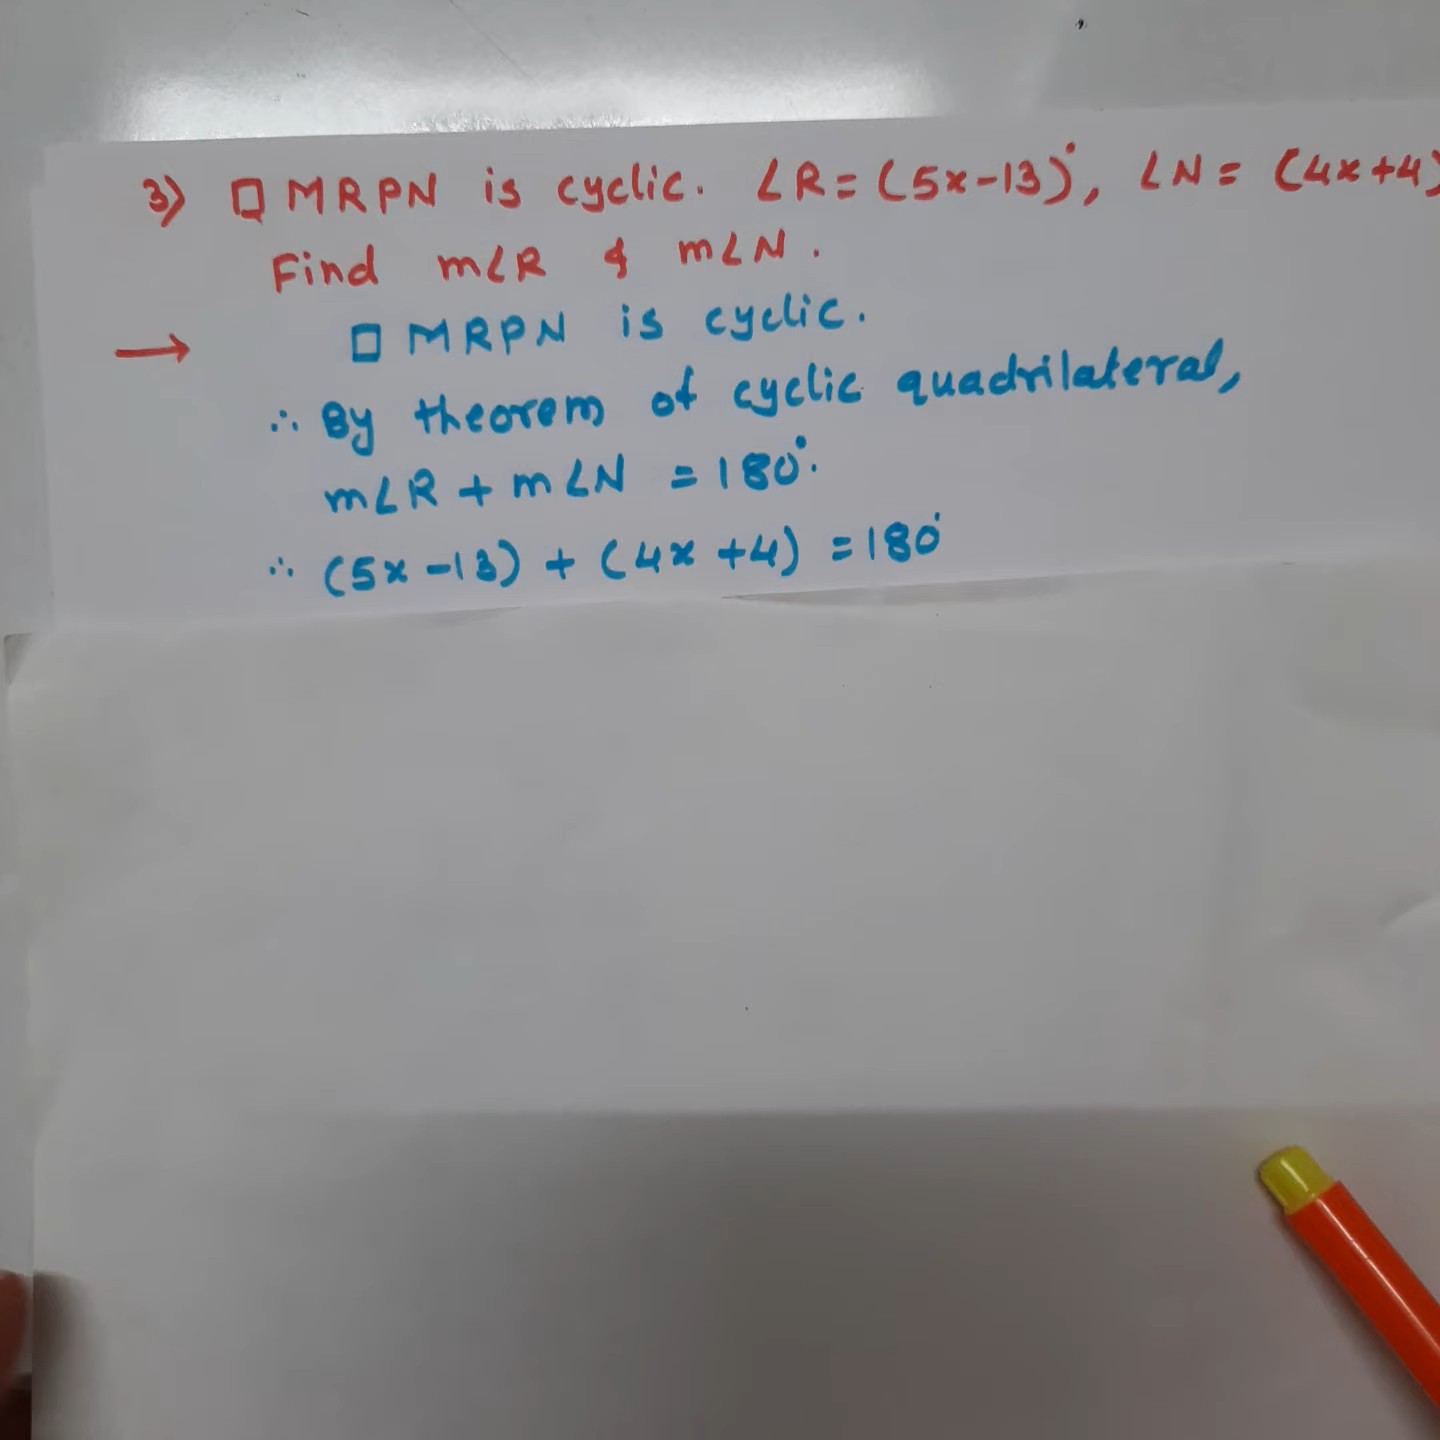 3) □ MRPN is cyclic. ∠R = (5x-13)°, ∠N = (4x+4)
Find m∠R & m∠N.
→ □ MRPN is cyclic.
∴ By theorem of cyclic quadrilateral,
m∠R + m∠N = 180°.
∴ (5x-13) + (4x+4) = 180°